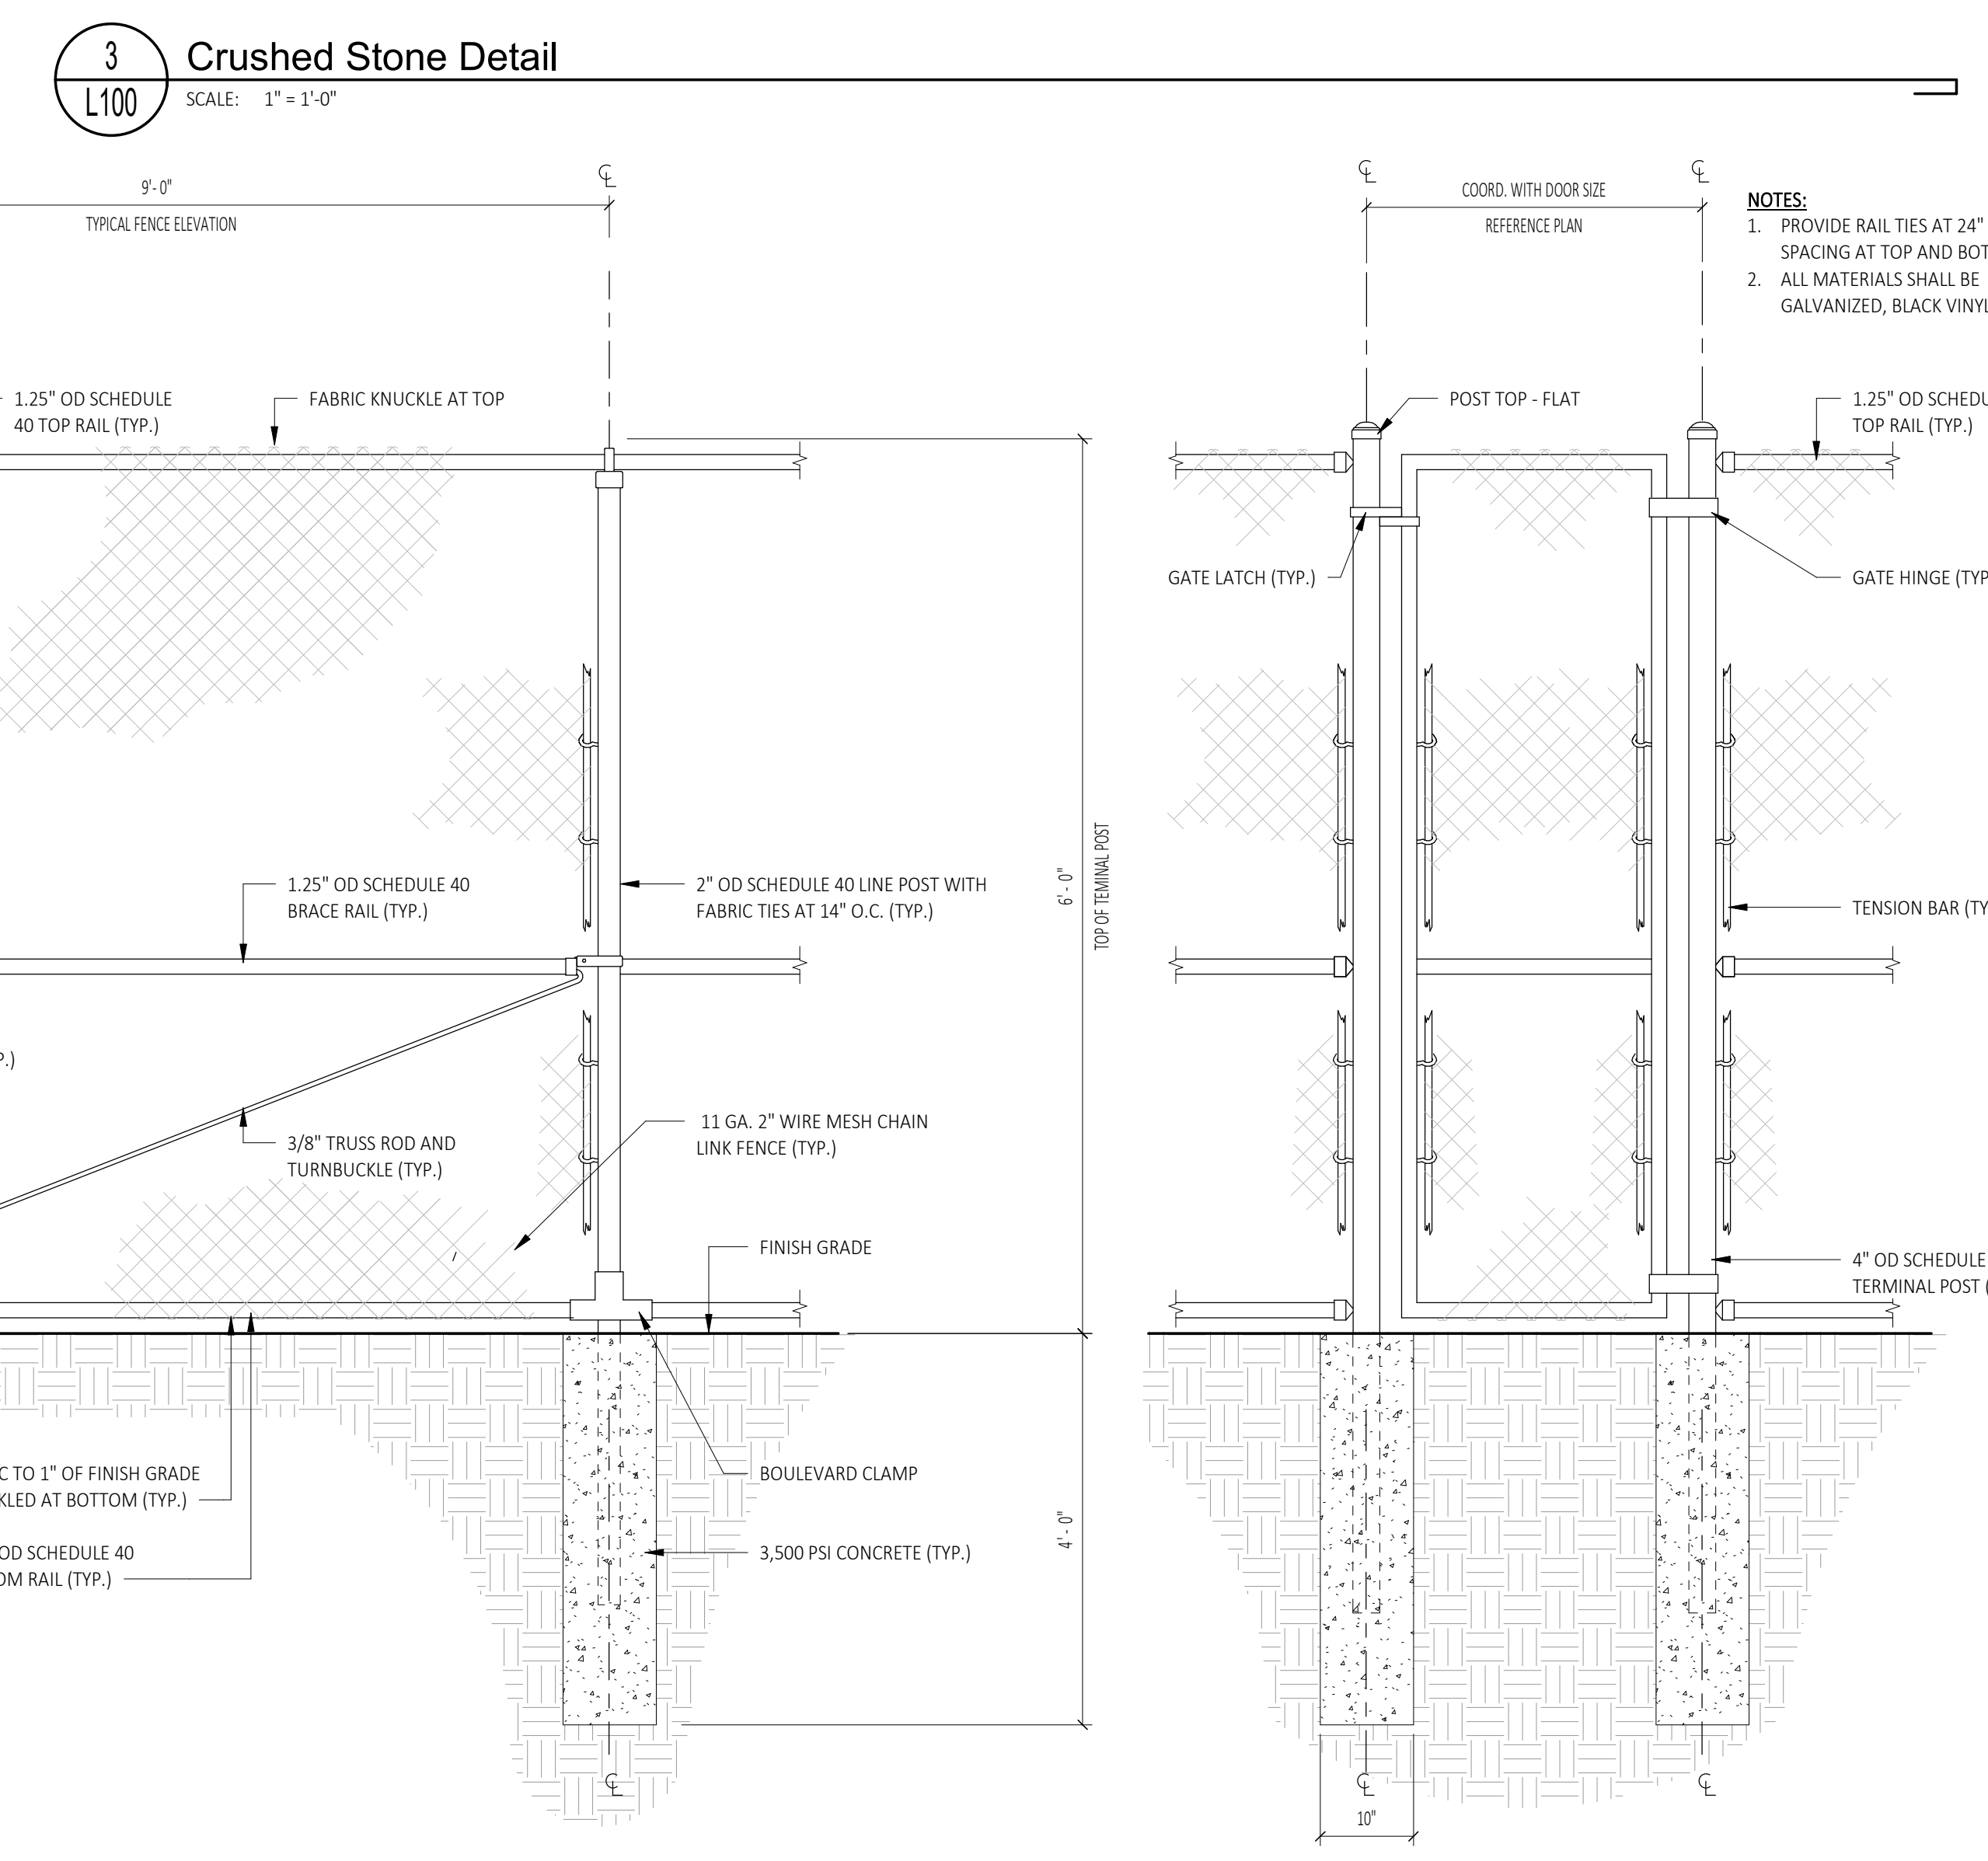 3
L100
Crushed Stone Detail
SCALE: 1" = 1'-0"
9'- 0"
TYPICAL FENCE ELEVATION
COORD. WITH DOOR SIZE
REFERENCE PLAN
NOTES:
1. PROVIDE RAIL TIES AT 24"
SPACING AT TOP AND BOT
2. ALL MATERIALS SHALL BE
GALVANIZED, BLACK VINYL
1.25" OD SCHEDULE
40 TOP RAIL (TYP.)
FABRIC KNUCKLE AT TOP
POST TOP - FLAT
1.25" OD SCHEDU
TOP RAIL (TYP.)
GATE LATCH (TYP.)
GATE HINGE (TYP
1.25" OD SCHEDULE 40
BRACE RAIL (TYP.)
2" OD SCHEDULE 40 LINE POST WITH
FABRIC TIES AT 14" O.C. (TYP.)
6' - 0"
TOP OF TEMINAL POST
TENSION BAR (TY
P.)
3/8" TRUSS ROD AND
TURNBUCKLE (TYP.)
11 GA. 2" WIRE MESH CHAIN
LINK FENCE (TYP.)
FINISH GRADE
4" OD SCHEDULE
TERMINAL POST (
C TO 1" OF FINISH GRADE
KLED AT BOTTOM (TYP.)
BOULEVARD CLAMP
OD SCHEDULE 40
OM RAIL (TYP.)
3,500 PSI CONCRETE (TYP.)
4' - 0"
10"